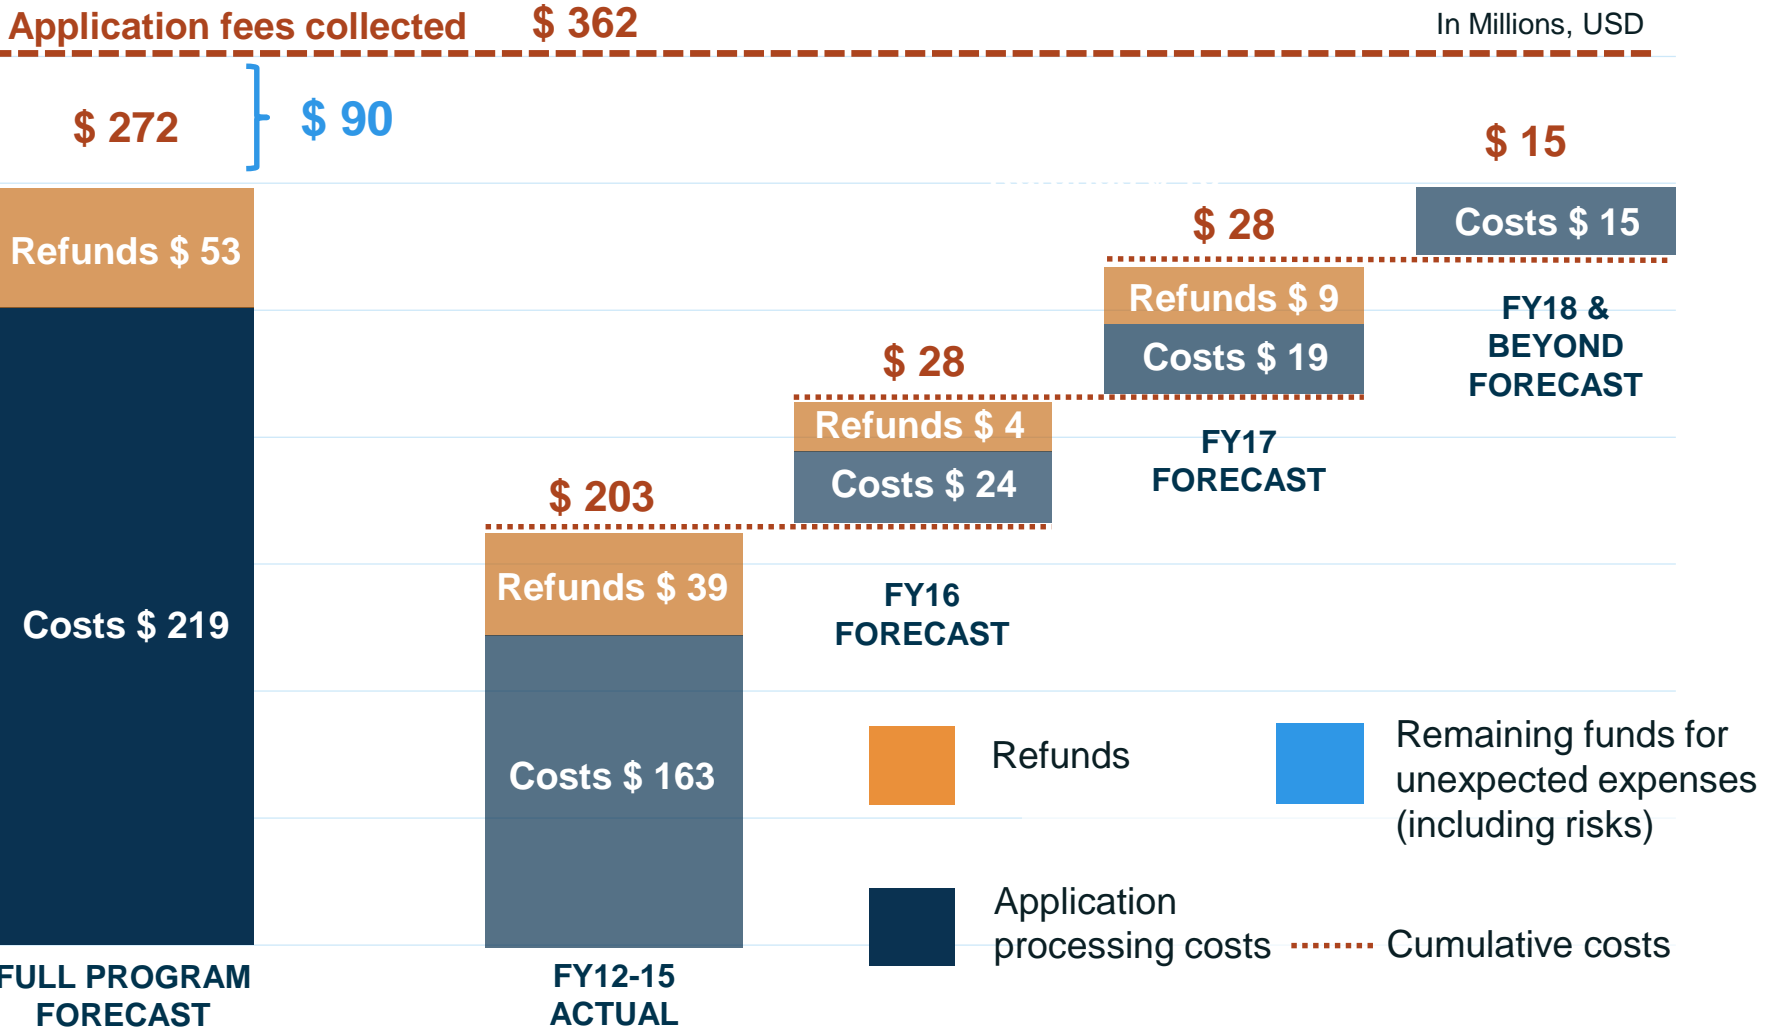 Application fees collected $ 362
In Millions, USD
$ 272
$ 90
Refunds $ 53
Costs $ 219
FULL PROGRAM
FORECAST
$ 203
Refunds $ 39
Costs $ 163
FY12-15
ACTUAL
$ 28
Refunds $ 4
Costs $ 24
FY16
FORECAST
$ 28
Refunds $ 9
Costs $ 19
FY17
FORECAST
$ 15
Costs $ 15
FY18 &
BEYOND
FORECAST
Refunds
Remaining funds for
unexpected expenses
(including risks)
Application
processing costs
Cumulative costs